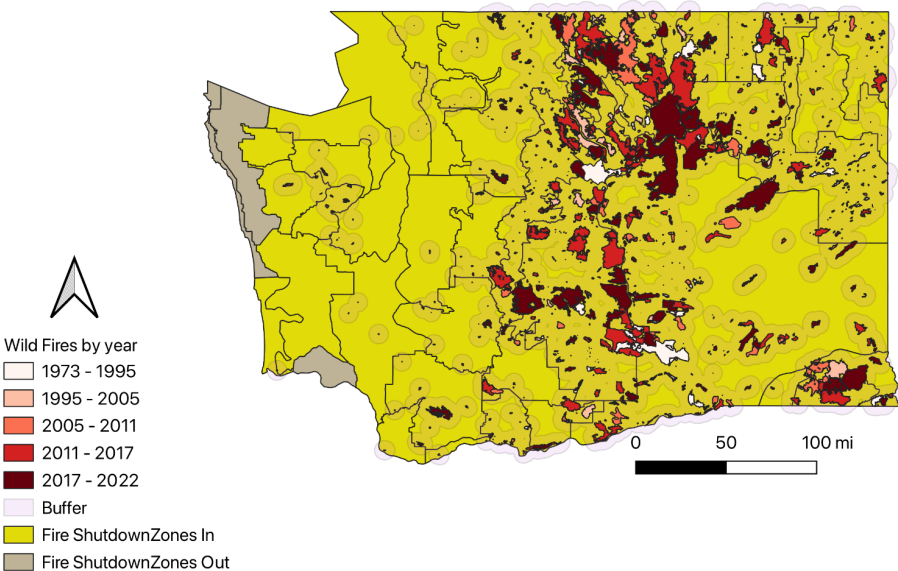 Wild Fires by year
1973 - 1995
1995 - 2005
2005 - 2011
2011 - 2017
2017 - 2022
Buffer
Fire ShutdownZones In
Fire ShutdownZones Out
0 50 100 mi